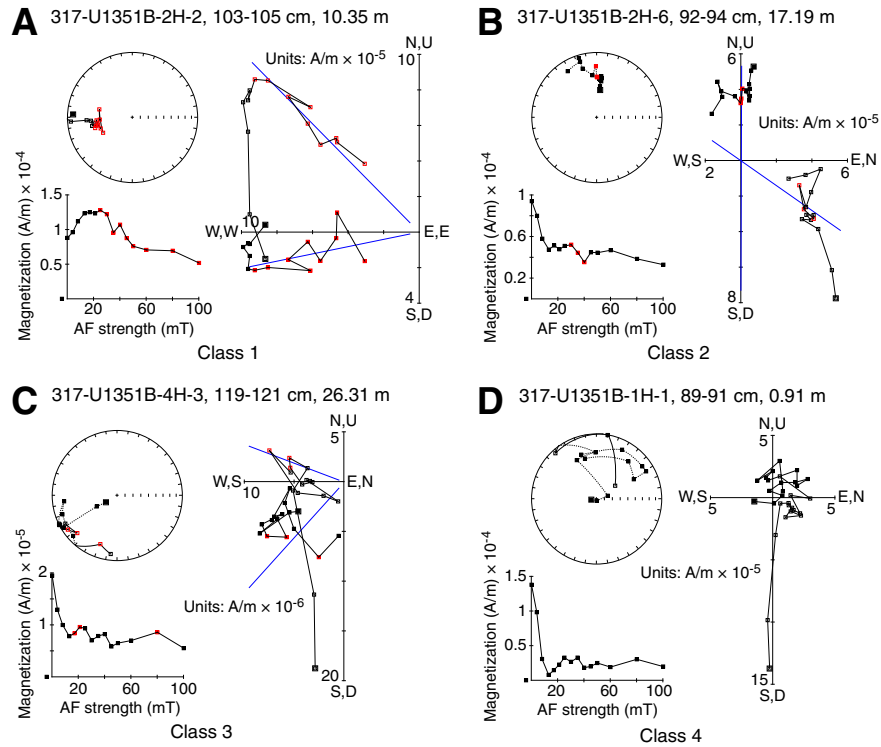 A 317-U1351B-2H-2, 103-105 cm, 10.35 m
N,U
10
Units: A/m × 10-5
10
W,W
E,E
4
S,D
Magnetization (A/m) × 10-4
1.5
1
0.5
20 60 100
AF strength (mT)
Class 1
B 317-U1351B-2H-6, 92-94 cm, 17.19 m
N,U
6
Units: A/m × 10-5
W,S
E,N
2
6
8
S,D
Magnetization (A/m) × 10-4
1
0.6
0.2
20 60 100
AF strength (mT)
Class 2
C 317-U1351B-4H-3, 119-121 cm, 26.31 m
N,U
5
W,S
E,N
10
Units: A/m × 10-6
20
S,D
Magnetization (A/m) × 10-5
2
1
20 60 100
AF strength (mT)
Class 3
D 317-U1351B-1H-1, 89-91 cm, 0.91 m
N,U
5
W,S
E,N
5
5
Units: A/m × 10-5
15
S,D
Magnetization (A/m) × 10-4
1.5
1
0.5
20 60 100
AF strength (mT)
Class 4